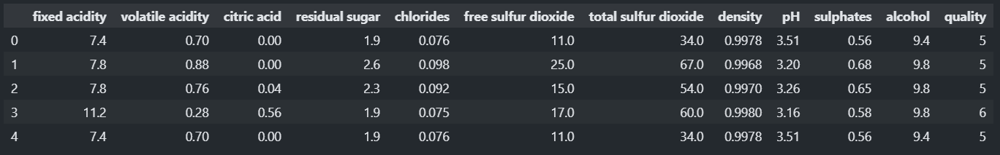 fixed acidity volatile acidity citric acid residual sugar chlorides free sulfur dioxide total sulfur dioxide density pH sulphates alcohol quality
0 7.4 0.70 0.00 1.9 0.076 11.0 34.0 0.9978 3.51 0.56 9.4 5
1 7.8 0.88 0.00 2.6 0.098 25.0 67.0 0.9968 3.20 0.68 9.8 5
2 7.8 0.76 0.04 2.3 0.092 15.0 54.0 0.9970 3.26 0.65 9.8 5
3 11.2 0.28 0.56 1.9 0.075 17.0 60.0 0.9980 3.16 0.58 9.8 6
4 7.4 0.70 0.00 1.9 0.076 11.0 34.0 0.9978 3.51 0.56 9.4 5